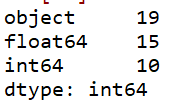 object     19
float64    15
int64      10
dtype: int64